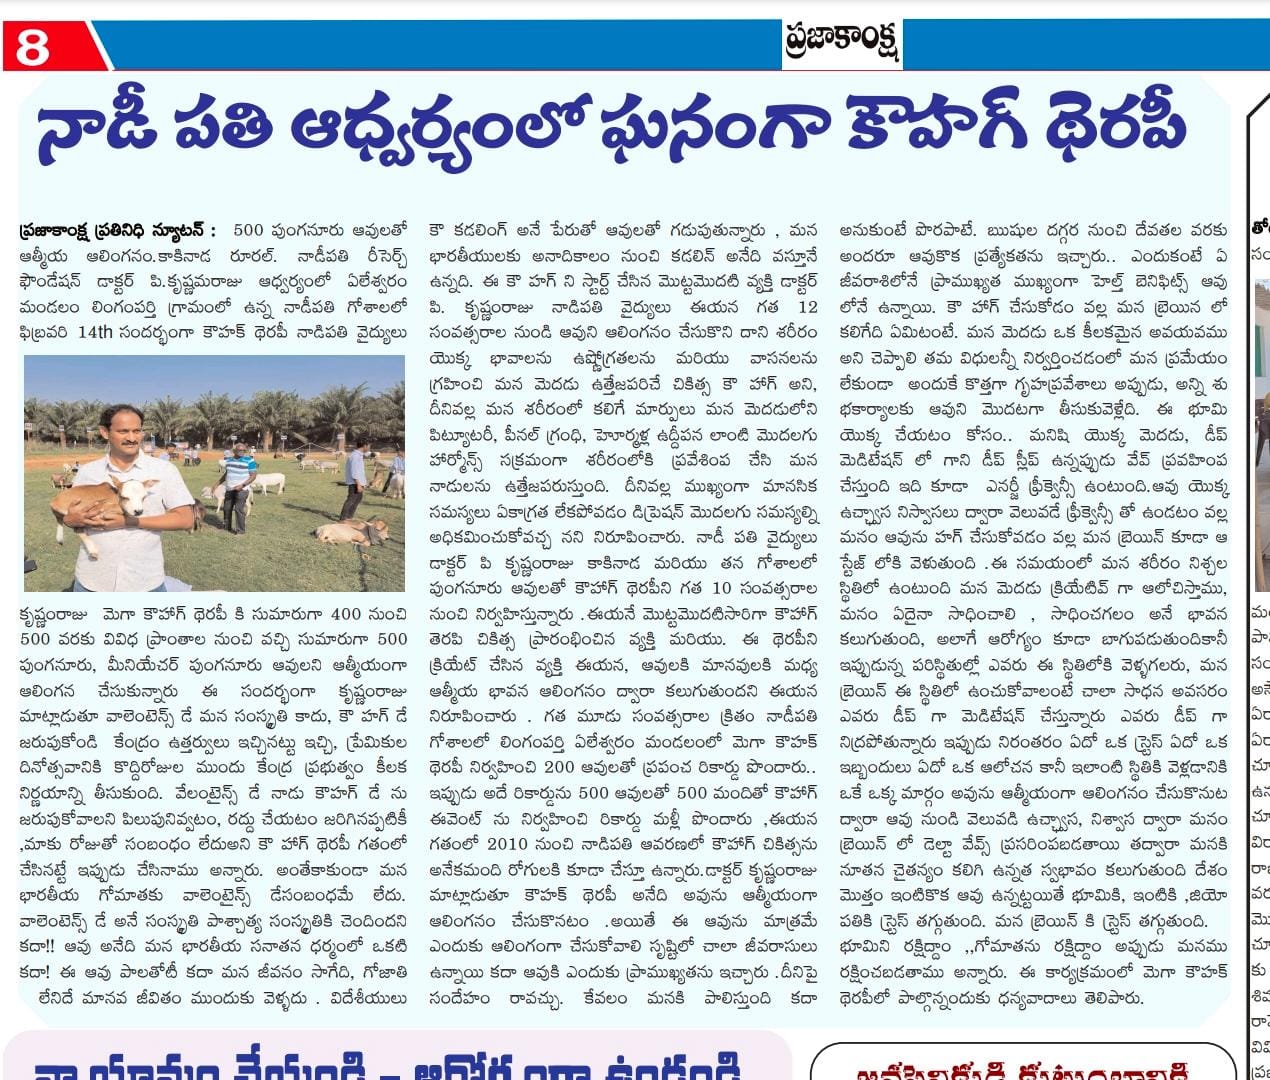 8
ప్రజాకాంక్ష
నాడీ పతి ఆధ్వర్యంలో ఘనంగా కౌహగ్ థెరపీ
ప్రజాకాంక్ష ప్రతినిధి న్యూటన్ : 500 పుంగనూరు ఆవులతో
ఆత్మీయ ఆలింగనం.కాకినాడ రూరల్. నాడీపతి రీసెర్చ్
ఫౌండేషన్ డాక్టర్ పి.కృష్ణమరాజు ఆధ్వర్యంలో ఏలేశ్వరం
మండలం లింగంపర్తి గ్రామంలో ఉన్న నాడీపతి గోశాలలో
ఫిబ్రవరి 14th సందర్భంగా కౌహక్ థెరపీ నాడిపతి వైద్యులు
కృష్ణంరాజు మెగా కౌహాగ్ థెరపీ కి సుమారుగా 400 నుంచి
500 వరకు వివిధ ప్రాంతాల నుంచి వచ్చి సుమారుగా 500
పుంగనూరు, మీనియేచర్ పుంగనూరు ఆవులని ఆత్మీయంగా
ఆలింగన చేసుకున్నారు ఈ సందర్భంగా కృష్ణంరాజు
మాట్లాడుతూ వాలెంటెన్స్ డే మన సంస్కృతి కాదు, కౌ హగ్ డే
జరుపుకోండి కేంద్రం ఉత్తర్వులు ఇచ్చినట్టు ఇచ్చి, ప్రేమికుల
దినోత్సవానికి కొద్దిరోజుల ముందు కేంద్ర ప్రభుత్వం కీలక
నిర్ణయాన్ని తీసుకుంది. వేలంటైన్స్ డే నాడు కౌహగ్ డే ను
జరుపుకోవాలని పిలుపునివ్వటం, రద్దు చేయటం జరిగినప్పటికీ
,మాకు రోజుతో సంబంధం లేదుఅని కౌ హాగ్ థెరపీ గతంలో
చేసినట్టే ఇప్పుడు చేసినాము అన్నారు. అంతేకాకుండా మన
భారతీయ గోమాతకు వాలెంటైన్స్ డేసంబంధమే లేదు.
వాలెంటెన్స్ డే అనే సంస్కృతి పాశ్చాత్య సంస్కృతికి చెందిందని
కదా!! ఆవు అనేది మన భారతీయ సనాతన ధర్మంలో ఒకటి
కదా! ఈ ఆవు పాలతోటీ కదా మన జీవనం సాగేది, గోజాతి
లేనిదే మానవ జీవితం ముందుకు వెళ్ళదు . విదేశీయులు
కౌ కడలింగ్ అనే పేరుతో ఆవులతో గడుపుతున్నారు , మన
భారతీయులకు అనాదికాలం నుంచి కడలిన్ అనేది వస్తూనే
ఉన్నది. ఈ కౌ హగ్ ని స్టార్ట్ చేసిన మొట్టమొదటి వ్యక్తి డాక్టర్
పి. కృష్ణంరాజు నాడిపతి వైద్యులు ఈయన గత 12
సంవత్సరాల నుండి ఆవుని ఆలింగనం చేసుకొని దాని శరీరం
యొక్క భావాలను ఉష్ణోగ్రతలను మరియు వాసనలను
గ్రహించి మన మెదడు ఉత్తేజపరిచే చికిత్స కౌ హాగ్ అని,
దీనివల్ల మన శరీరంలో కలిగే మార్పులు మన మెదడులోని
పిట్యూటరీ, పీనల్ గ్రంధి, హెూర్మళ్ల ఉద్దీపన లాంటి మొదలగు
హార్మోన్స్ సక్రమంగా శరీరంలోకి ప్రవేశింప చేసి మన
నాడులను ఉత్తేజపరుస్తుంది. దీనివల్ల ముఖ్యంగా మానసిక
సమస్యలు ఏకాగ్రత లేకపోవడం డిప్రెషన్ మొదలగు సమస్యల్ని
అధికమించుకోవచ్చ నని నిరూపించారు. నాడీ పతి వైద్యులు
డాక్టర్ పి కృష్ణంరాజు కాకినాడ మరియు తన గోశాలలో
పుంగనూరు ఆవులతో కౌహాగ్ థెరపీని గత 10 సంవత్సరాల
నుంచి నిర్వహిస్తున్నారు .ఈయనే మొట్టమొదటిసారిగా కౌహాగ్
తెరపి చికిత్స ప్రారంభించిన వ్యక్తి మరియు. ఈ థెరపీని
క్రియేట్ చేసిన వ్యక్తి ఈయన, ఆవులకి మానవులకి మధ్య
ఆత్మీయ భావన ఆలింగనం ద్వారా కలుగుతుందని ఈయన
నిరూపించారు . గత మూడు సంవత్సరాల క్రితం నాడీపతి
గోశాలలో లింగంపర్తి ఏలేశ్వరం మండలంలో మెగా కౌహక్
థెరపీ నిర్వహించి 200 ఆవులతో ప్రపంచ రికార్డు పొందారు..
ఇప్పుడు అదే రికార్డును 500 ఆవులతో 500 మందితో కౌహాగ్
ఈవెంట్ ను నిర్వహించి రికార్డు మళ్లీ పొందారు ,ఈయన
గతంలో 2010 నుంచి నాడిపతి ఆవరణలో కౌహాగ్ చికిత్సను
అనేకమంది రోగులకి కూడా చేస్తూ ఉన్నారు.డాక్టర్ కృష్ణంరాజు
మాట్లాడుతూ కౌహక్ థెరపీ అనేది అవును ఆత్మీయంగా
ఆలింగనం చేసుకొనటం .అయితే ఈ ఆవును మాత్రమే
ఎందుకు ఆలింగంగా చేసుకోవాలి సృష్టిలో చాలా జీవరాసులు
ఉన్నాయి కదా ఆవుకి ఎందుకు ప్రాముఖ్యతను ఇచ్చారు .దీనిపై
సందేహం రావచ్చు. కేవలం మనకి పాలిస్తుంది కదా
అనుకుంటే పొరపాటే. ఋషుల దగ్గర నుంచి దేవతల వరకు
అందరూ ఆవుకొక ప్రత్యేకతను ఇచ్చారు.. ఎందుకంటే ఏ
జీవరాశిలోనే ప్రాముఖ్యత ముఖ్యంగా హెల్త్ బెనిఫిట్స్ ఆవు
లోనే ఉన్నాయి. కౌ హాగ్ చేసుకోడం వల్ల మన బ్రెయిన లో
కలిగేది ఏమిటంటే. మన మెదడు ఒక కీలకమైన అవయవము
అని చెప్పాలి తమ విధులన్నీ నిర్వర్తించడంలో మన ప్రమేయం
లేకుండా అందుకే కొత్తగా గృహప్రవేశాలు అప్పుడు, అన్ని శు
భకార్యాలకు ఆవుని మొదటగా తీసుకువెళ్లేది. ఈ భూమి
యొక్క చేయటం కోసం.. మనిషి యొక్క మెదడు, డీప్
మెడిటేషన్ లో గాని డీప్ స్లీప్ ఉన్నప్పుడు వేవ్ ప్రవహింప
చేస్తుంది ఇది కూడా ఎనర్జీ ఫ్రీక్వెన్సీ ఉంటుంది.ఆవు యొక్క
ఉచ్ఛ్వాస నిస్వాసలు ద్వారా వెలువడే ఫ్రీక్వెన్సీ తో ఉండటం వల్ల
మనం ఆవును హగ్ చేసుకోవడం వల్ల మన బ్రెయిన్ కూడా ఆ
స్టేజ్ లోకి వెళుతుంది .ఈ సమయంలో మన శరీరం నిశ్చల
స్థితిలో ఉంటుంది మన మెదడు క్రియేటివ్ గా ఆలోచిస్తాము,
మనం ఏదైనా సాధించాలి , సాధించగలం అనే భావన
కలుగుతుంది, అలాగే ఆరోగ్యం కూడా బాగుపడుతుందికానీ
ఇప్పుడున్న పరిస్థితుల్లో ఎవరు ఈ స్థితిలోకి వెళ్ళగలరు, మన
బ్రెయిన్ ఈ స్థితిలో ఉంచుకోవాలంటే చాలా సాధన అవసరం
ఎవరు డీప్ గా మెడిటేషన్ చేస్తున్నారు ఎవరు డీప్ గా
నిద్రపోతున్నారు ఇప్పుడు నిరంతరం ఏదో ఒక స్ట్రెస్ ఏదో ఒక
ఇబ్బందులు ఏదో ఒక ఆలోచన కానీ ఇలాంటి స్థితికి వెళ్లడానికి
ఒకే ఒక్క మార్గం అవును ఆత్మీయంగా ఆలింగనం చేసుకొనుట
ద్వారా ఆవు నుండి వెలువడి ఉచ్ఛ్వాస, నిశ్వాస ద్వారా మనం
బ్రెయిన్ లో డెల్టా వేవ్స్ ప్రసరింపబడతాయి తద్వారా మనకి
నూతన చైతన్యం కలిగి ఉన్నత స్వభావం కలుగుతుంది దేశం
మొత్తం ఇంటికొక ఆవు ఉన్నట్టయితే భూమికి, ఇంటికి ,జియో
పతికి స్ట్రెస్ తగ్గుతుంది. మన బ్రెయిన్ కి స్ట్రెస్ తగ్గుతుంది.
భూమిని రక్షిద్దాం ,,గోమాతను రక్షిద్దాం అప్పుడు మనము
రక్షించబడతాము అన్నారు. ఈ కార్యక్రమంలో మెగా కౌహక్
థెరపీలో పాల్గొన్నందుకు ధన్యవాదాలు తెలిపారు.